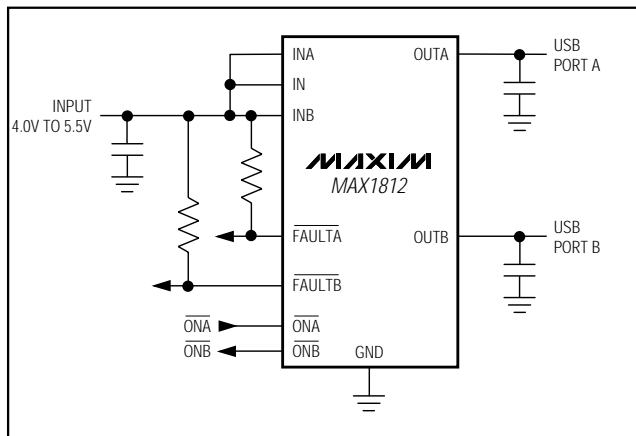 INA
OUTA
USB
PORT A
IN
INPUT
4.0V TO 5.5V
INB
MAXIM
MAX1812
FAULTA
OUTB
USB
PORT B
FAULTB
ONA
ONA
ONB
ONB
GND